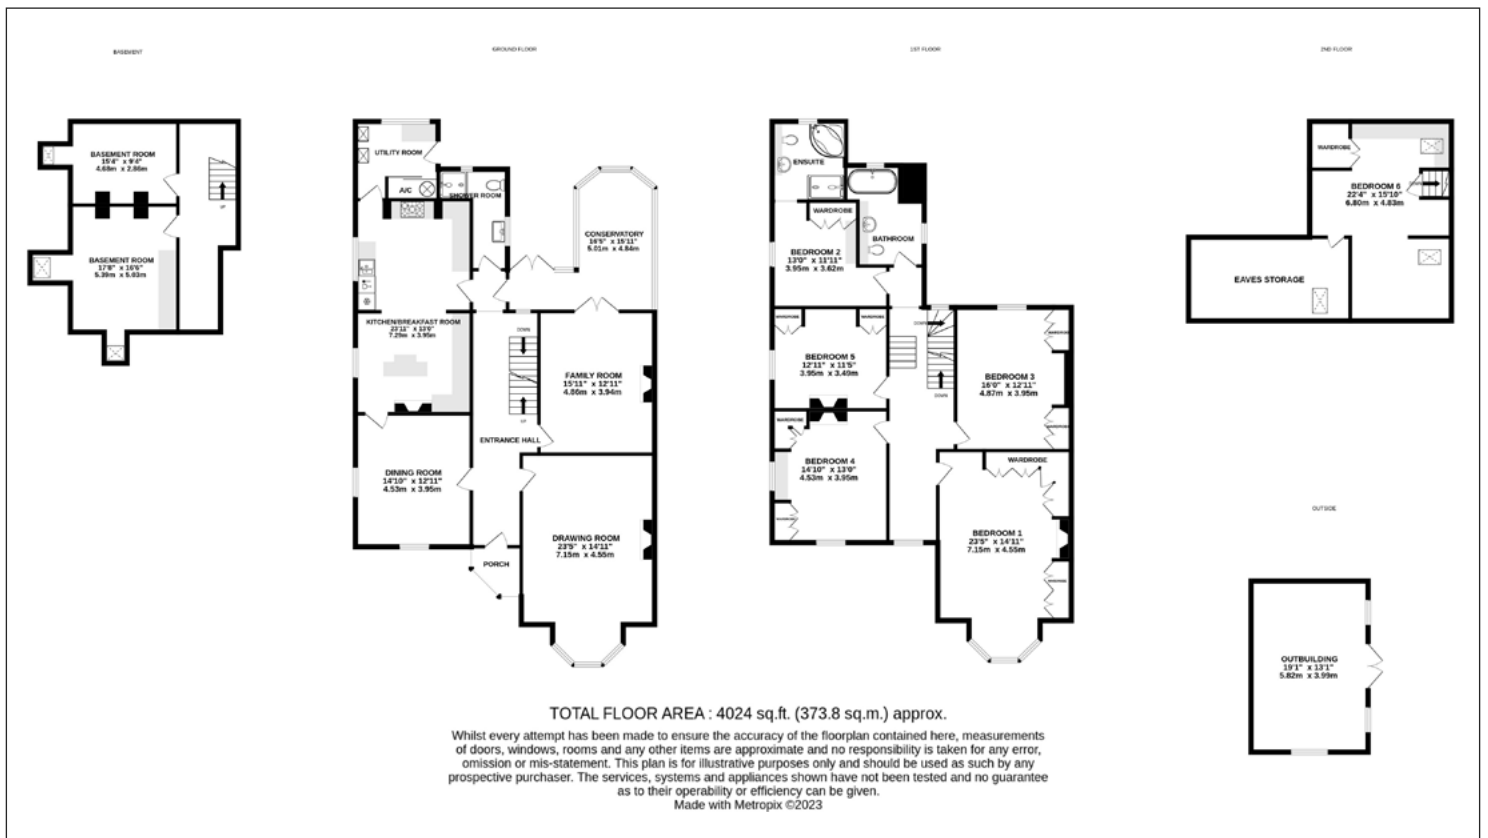 BASEMENT
GROUND FLOOR
1ST FLOOR
2ND FLOOR
BASEMENT ROOM
15'4" x 9'4"
4.68m x 2.86m
BASEMENT ROOM
17'8" x 16'6"
5.39m x 5.03m
UP
UTILITY ROOM
A/C
SHOWER ROOM
CONSERVATORY
16'5" x 15'11"
5.01m x 4.84m
KITCHEN/BREAKFAST ROOM
23'11" x 13'0"
7.29m x 3.95m
DOWN
UP
FAMILY ROOM
15'11" x 12'11"
4.86m x 3.94m
ENTRANCE HALL
DINING ROOM
14'10" x 12'11"
4.53m x 3.95m
DRAWING ROOM
23'5" x 14'11"
7.15m x 4.55m
PORCH
ENSUITE
WARDROBE
BEDROOM 2
13'0" x 11'11"
3.95m x 3.62m
BATHROOM
WARDROBE
WARDROBE
DOWN
BEDROOM 5
12'11" x 11'5"
3.95m x 3.49m
DOWN
WARDROBE
BEDROOM 3
16'0" x 12'11"
4.87m x 3.95m
WARDROBE
WARDROBE
BEDROOM 4
14'10" x 13'0"
4.53m x 3.95m
WARDROBE
WARDROBE
BEDROOM 1
23'5" x 14'11"
7.15m x 4.55m
WARDROBE
WARDROBE
BEDROOM 6
22'4" x 15'10"
6.80m x 4.83m
EAVES STORAGE
OUTSIDE
OUTBUILDING
19'1" x 13'1"
5.82m x 3.99m
TOTAL FLOOR AREA : 4024 sq.ft. (373.8 sq.m.) approx.
Whilst every attempt has been made to ensure the accuracy of the floorplan contained here, measurements
of doors, windows, rooms and any other items are approximate and no responsibility is taken for any error,
omission or mis-statement. This plan is for illustrative purposes only and should be used as such by any
prospective purchaser. The services, systems and appliances shown have not been tested and no guarantee
as to their operability or efficiency can be given.
Made with Metropix ©2023